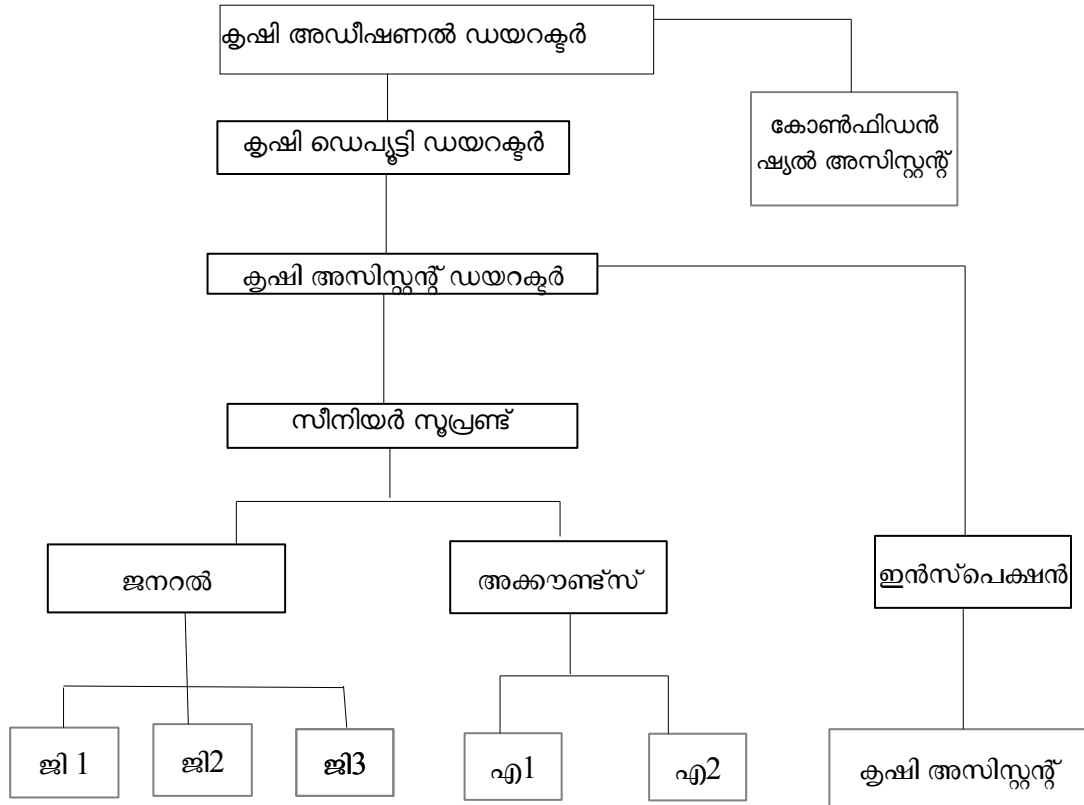 കൃഷി അഡീഷണൽ ഡയറക്ടർ
കോൺഫിഡൻ
ഷ്യൽ അസിസ്റ്റന്റ്
കൃഷി ഡെപ്യൂട്ടി ഡയറക്ടർ
കൃഷി അസിസ്റ്റന്റ് ഡയറക്ടർ
സീനിയർ സൂപ്രണ്ട്
ജനറൽ
അക്കൗണ്ട്സ്
ഇൻസ്പെക്ഷൻ
ജി 1
ജി2
ജി3
എ1
എ2
കൃഷി അസിസ്റ്റന്റ്